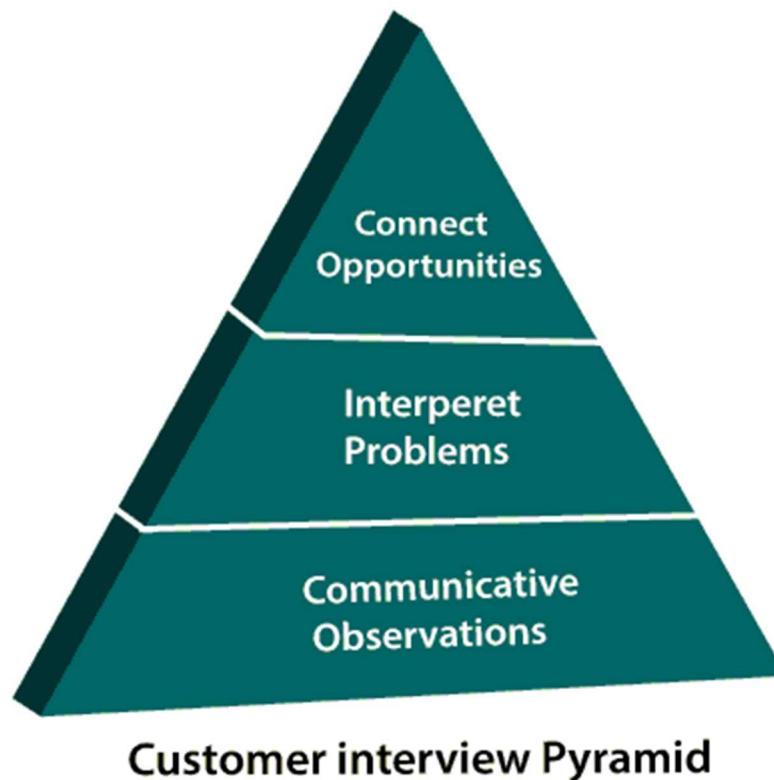 Connect
Opportunities
Interperet
Problems
Communicative
Observations
Customer interview Pyramid